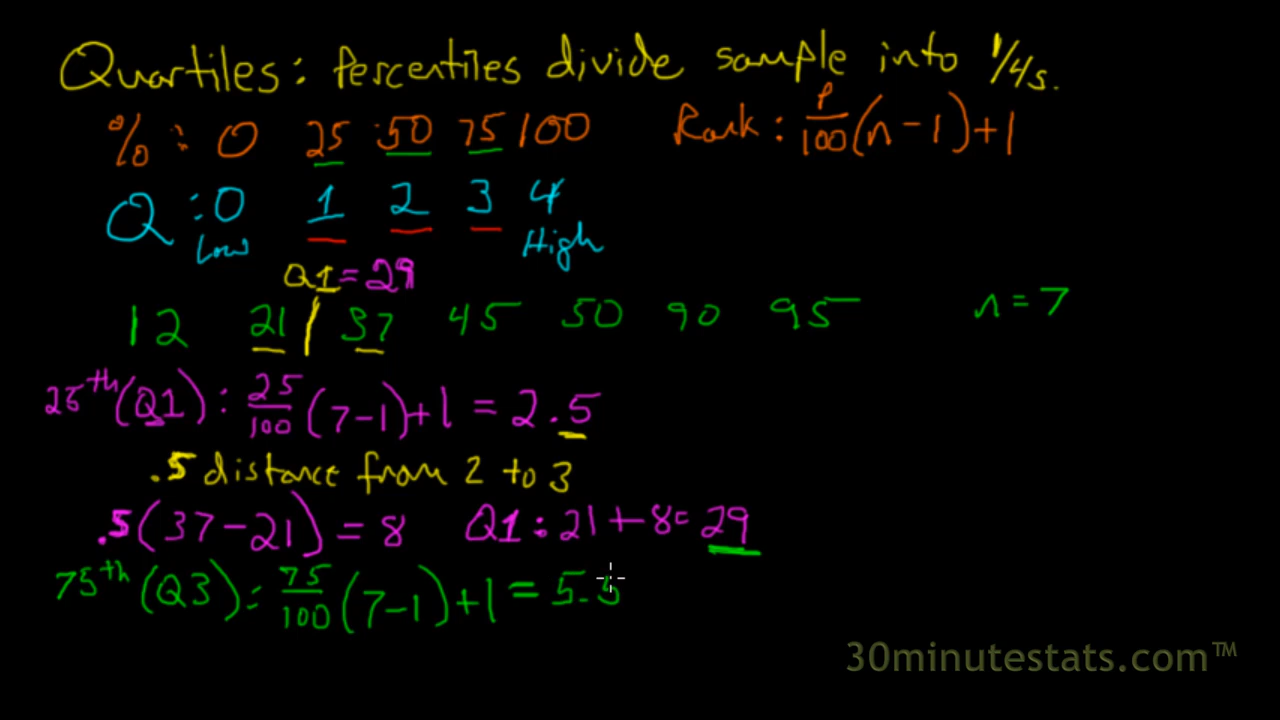 Quartiles: Percentiles divide sample into 1/4s.
% : 0 25 50 75 100 Rank: P/100(n-1)+1
Q : 0 1 2 3 4
Low High
Q1=29
12 21 / 37 45 50 90 95 n=7
25th(Q1): 25/100(7-1)+1=2.5
.5 distance from 2 to 3
.5(37-21)=8 Q1:21+8=29
75th(Q3): 75/100(7-1)+1=5.5
30minutestats.com™